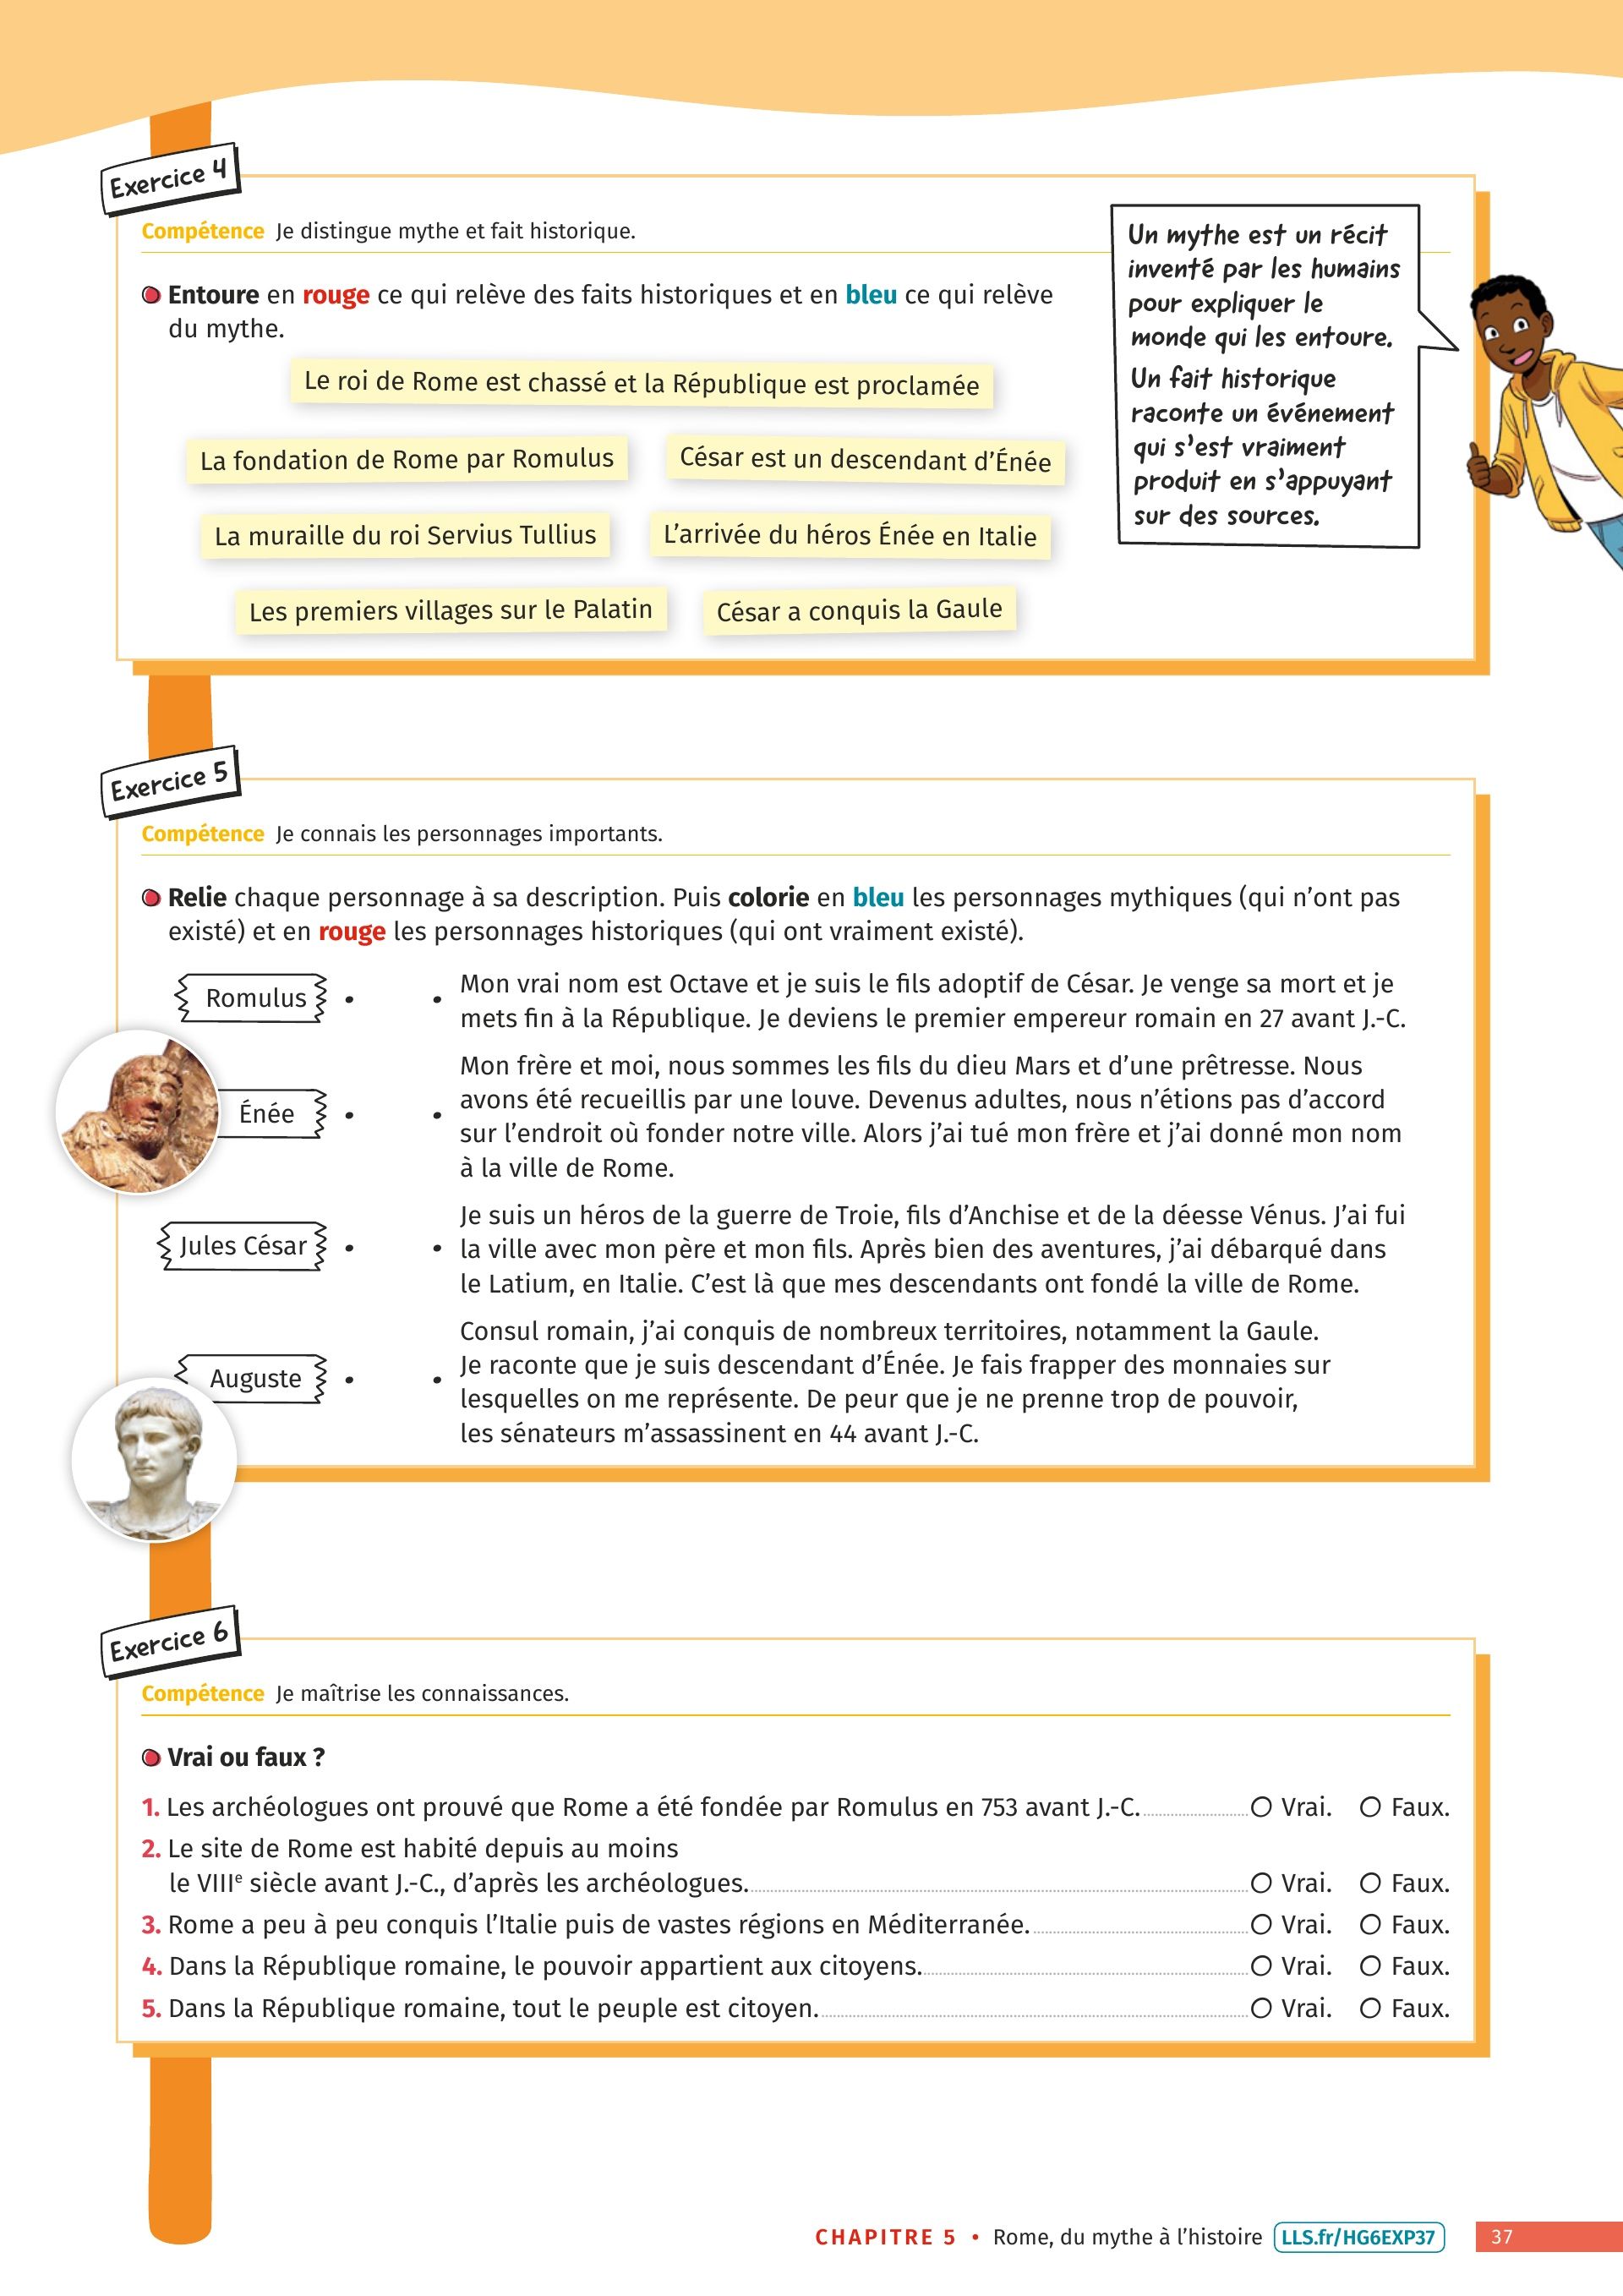 Exercice 4
Compétence Je distingue mythe et fait historique.
Entoure en rouge ce qui relève des faits historiques et en bleu ce qui relève
du mythe.
Le roi de Rome est chassé et la République est proclamée
La fondation de Rome par Romulus
César est un descendant d’Énée
La muraille du roi Servius Tullius
L’arrivée du héros Énée en Italie
Les premiers villages sur le Palatin
César a conquis la Gaule
Un mythe est un récit
inventé par les humains
pour expliquer le
monde qui les entoure.
Un fait historique
raconte un événement
qui s’est vraiment
produit en s’appuyant
sur des sources.
Exercice 5
Compétence Je connais les personnages importants.
Relie chaque personnage à sa description. Puis colorie en bleu les personnages mythiques (qui n’ont pas
existé) et en rouge les personnages historiques (qui ont vraiment existé).
Romulus
Énée
Jules César
Auguste
Mon vrai nom est Octave et je suis le fils adoptif de César. Je venge sa mort et je
mets fin à la République. Je deviens le premier empereur romain en 27 avant J.-C.
Mon frère et moi, nous sommes les fils du dieu Mars et d’une prêtresse. Nous
avons été recueillis par une louve. Devenus adultes, nous n’étions pas d’accord
sur l’endroit où fonder notre ville. Alors j’ai tué mon frère et j’ai donné mon nom
à la ville de Rome.
Je suis un héros de la guerre de Troie, fils d’Anchise et de la déesse Vénus. J’ai fui
la ville avec mon père et mon fils. Après bien des aventures, j’ai débarqué dans
le Latium, en Italie. C’est là que mes descendants ont fondé la ville de Rome.
Consul romain, j’ai conquis de nombreux territoires, notamment la Gaule.
Je raconte que je suis descendant d’Énée. Je fais frapper des monnaies sur
lesquelles on me représente. De peur que je ne prenne trop de pouvoir,
les sénateurs m’assassinent en 44 avant J.-C.
Exercice 6
Compétence Je maîtrise les connaissances.
Vrai ou faux ?
1. Les archéologues ont prouvé que Rome a été fondée par Romulus en 753 avant J.-C. Vrai. Faux.
2. Le site de Rome est habité depuis au moins
le VIIIe siècle avant J.-C., d’après les archéologues. Vrai. Faux.
3. Rome a peu à peu conquis l’Italie puis de vastes régions en Méditerranée. Vrai. Faux.
4. Dans la République romaine, le pouvoir appartient aux citoyens. Vrai. Faux.
5. Dans la République romaine, tout le peuple est citoyen. Vrai. Faux.
CHAPITRE 5 • Rome, du mythe à l’histoire LLS.fr/HG6EXP37 37